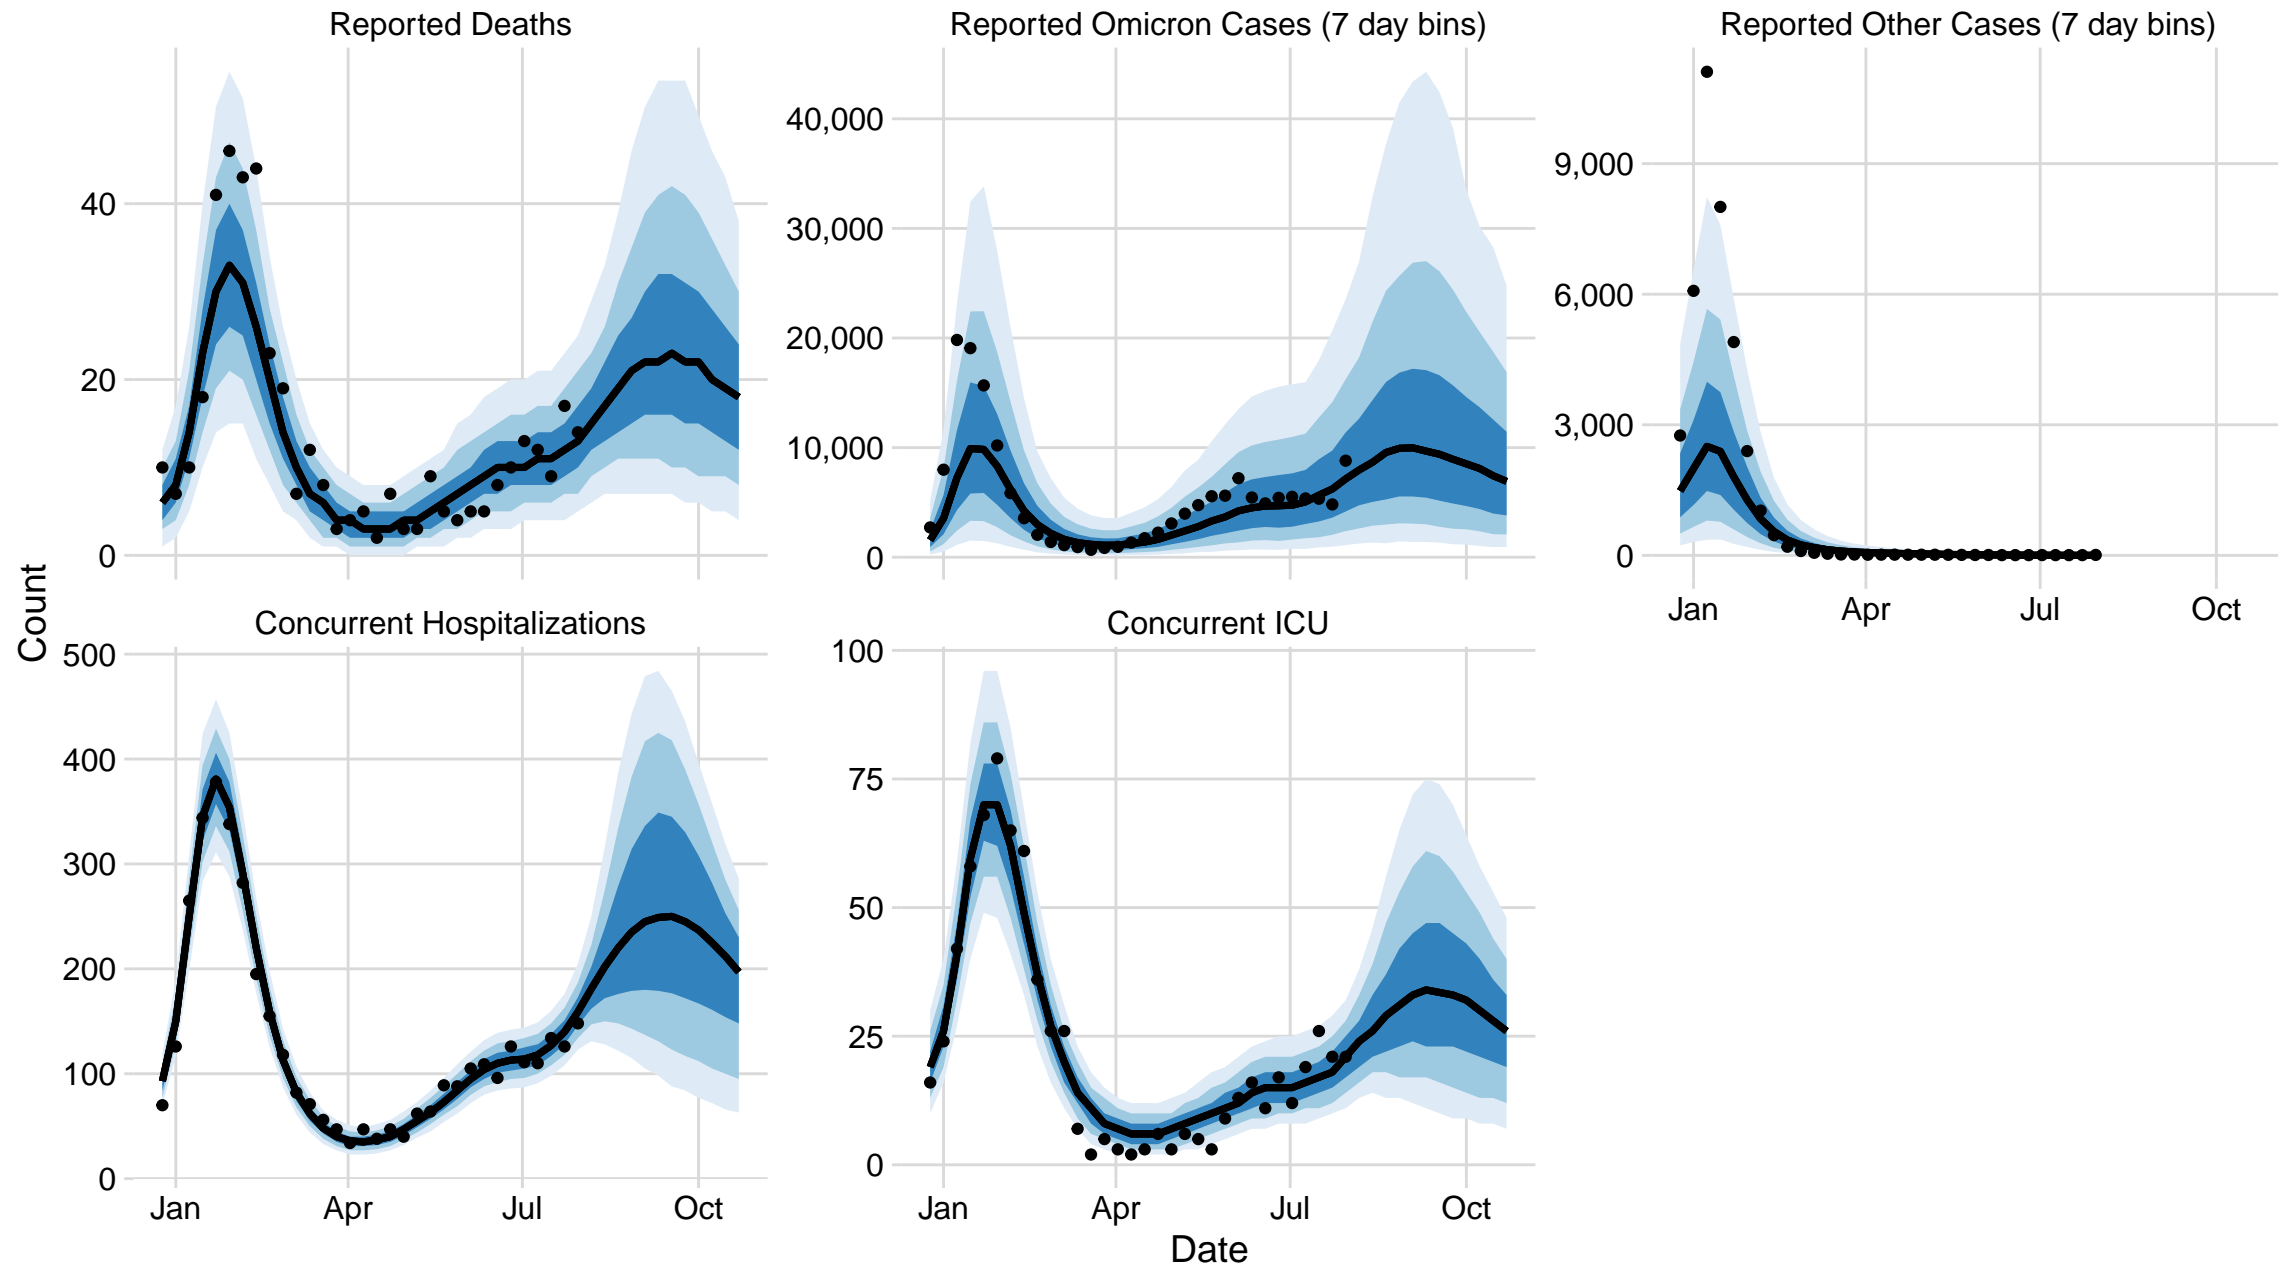 Reported Deaths
Reported Omicron Cases (7 day bins)
Reported Other Cases (7 day bins)
40
20
0
40,000
30,000
20,000
10,000
0
9,000
6,000
3,000
0
Jan Apr Jul Oct
Count
Concurrent Hospitalizations
Concurrent ICU
500
400
300
200
100
0
Jan Apr Jul Oct
100
75
50
25
0
Jan Apr Jul Oct
Date